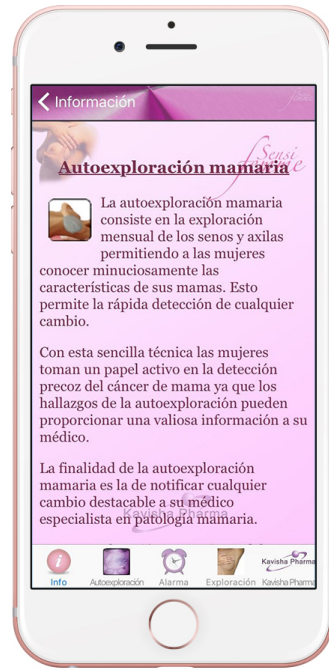 Información
Sensi
femme
Autoexploración mamaria
La autoexploración mamaria
consiste en la exploración
mensual de los senos y axilas
permitiendo a las mujeres
conocer minuciosamente las
características de sus mamas. Esto
permite la rápida detección de cualquier
cambio.
Con esta sencilla técnica las mujeres
toman un papel activo en la detección
precoz del cáncer de mama ya que los
hallazgos de la autoexploración pueden
proporcionar una valiosa información a su
médico.
La finalidad de la autoexploración
mamaria es la de notificar cualquier
cambio destacable a su médico
especialista en patología mamaria.
Kavisha Pharma
Kavisha Pharma
Info Autoexploración Alarma Exploración Kavisha Pharma